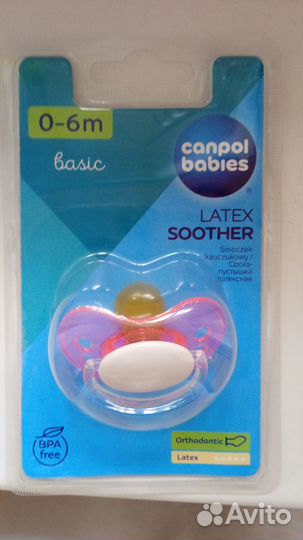 0-6m
basic
canpol
babies
LATEX
SOOTHER
Smoczek
kauczukowy /
Соска-
пустышка
латексная
BPA
free
Orthodontic
Latex
Avito